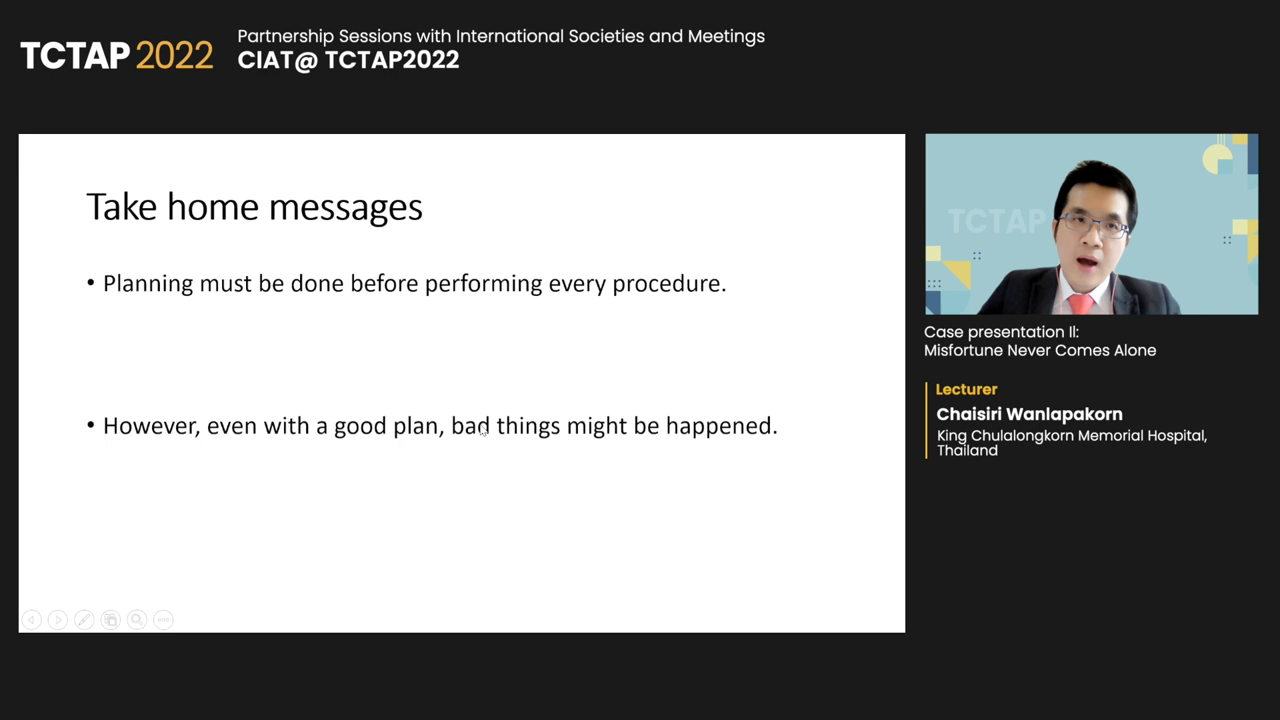 TCTAP 2022
Partnership Sessions with International Societies and Meetings
CIAT@ TCTAP2022
Take home messages
• Planning must be done before performing every procedure.
• However, even with a good plan, bad things might be happened.
TCTAP
Case presentation II:
Misfortune Never Comes Alone
Lecturer
Chaisiri Wanlapakorn
King Chulalongkorn Memorial Hospital,
Thailand